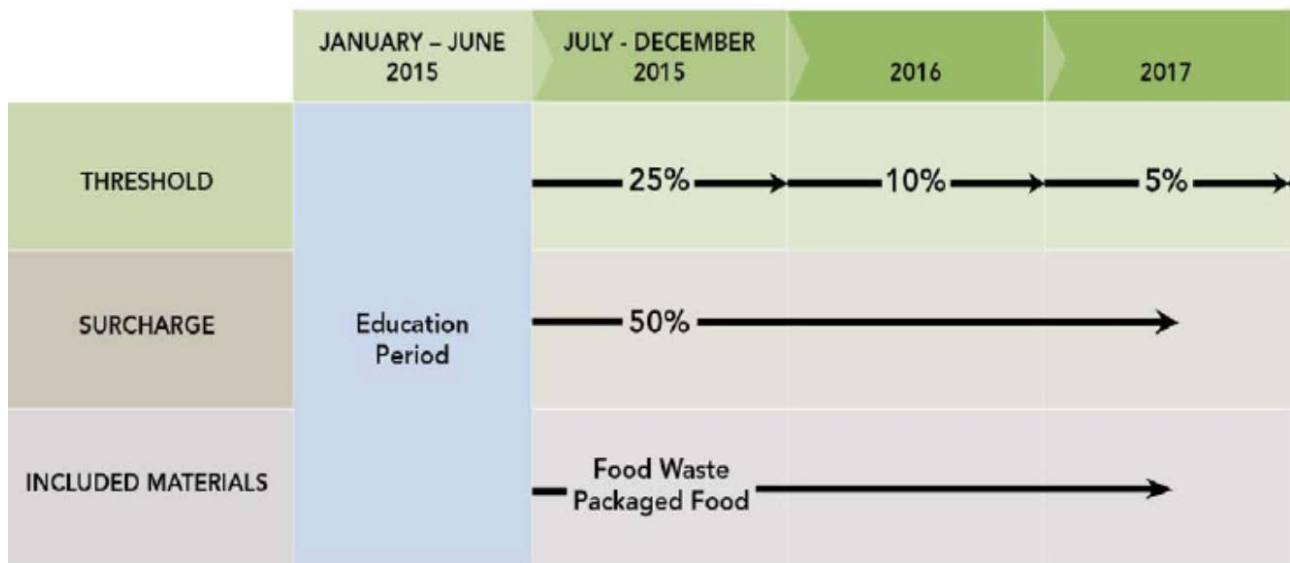 JANUARY – JUNE
2015
JULY - DECEMBER
2015
2016
2017
THRESHOLD
25%
10%
5%
SURCHARGE
Education
Period
50%
INCLUDED MATERIALS
Food Waste
Packaged Food